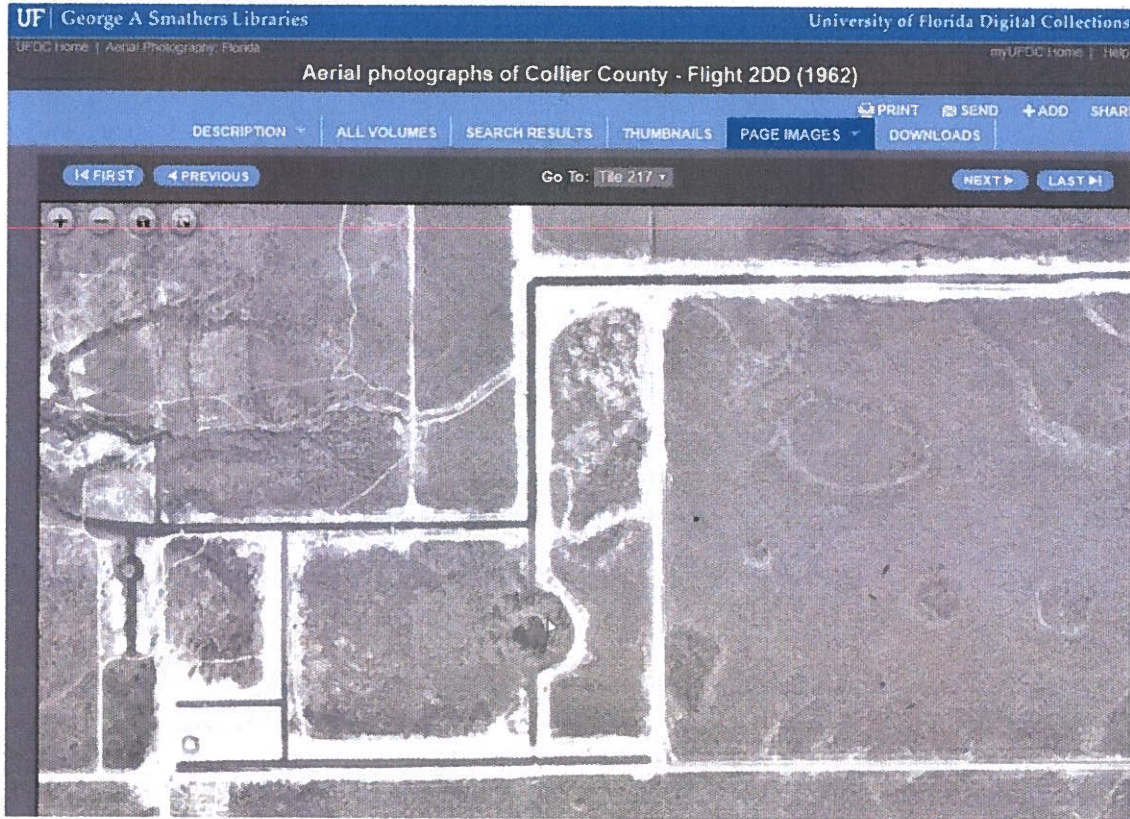 UF | George A Smathers Libraries
University of Florida Digital Collections
UFDC Home | Aerial Photography: Florida
myUFDC Home | Help
Aerial photographs of Collier County - Flight 2DD (1962)
PRINT SEND +ADD SHARE
DESCRIPTION ALL VOLUMES SEARCH RESULTS THUMBNAILS PAGE IMAGES DOWNLOADS
FIRST PREVIOUS Go To: Tile 217 NEXT LAST